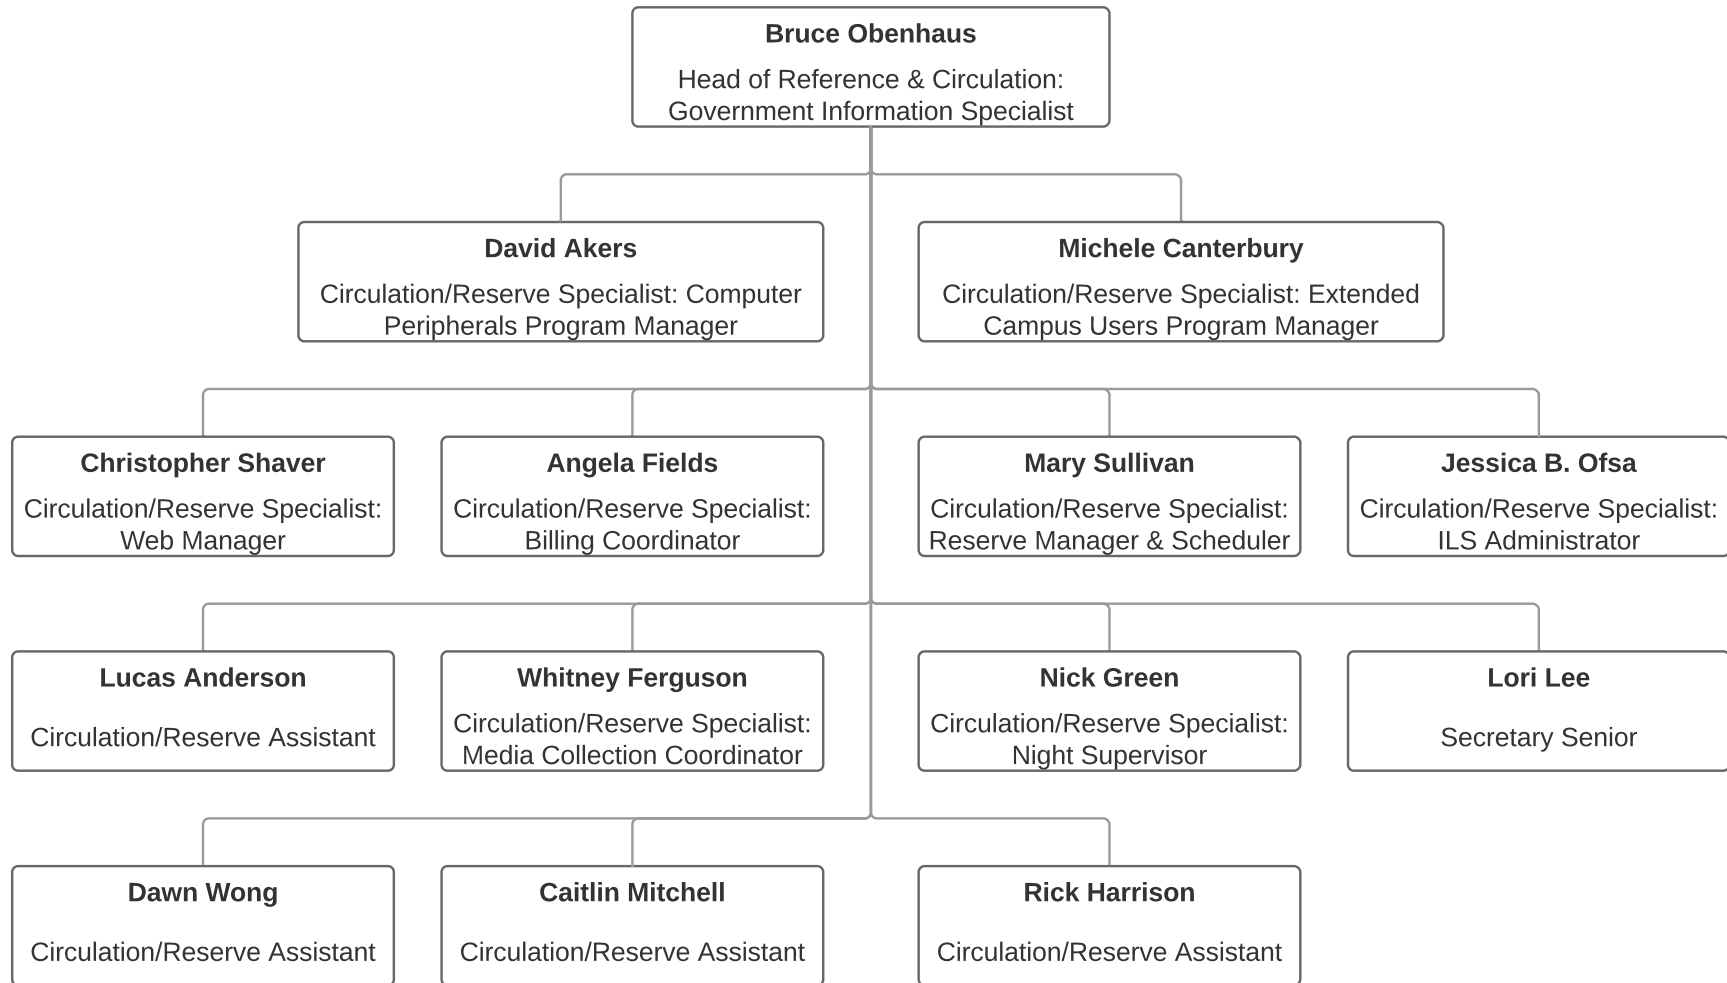 Bruce Obenhaus
Head of Reference & Circulation:
Government Information Specialist
David Akers
Circulation/Reserve Specialist: Computer
Peripherals Program Manager
Michele Canterbury
Circulation/Reserve Specialist: Extended
Campus Users Program Manager
Christopher Shaver
Circulation/Reserve Specialist:
Web Manager
Angela Fields
Circulation/Reserve Specialist:
Billing Coordinator
Mary Sullivan
Circulation/Reserve Specialist:
Reserve Manager & Scheduler
Jessica B. Ofsa
Circulation/Reserve Specialist:
ILS Administrator
Lucas Anderson
Circulation/Reserve Assistant
Whitney Ferguson
Circulation/Reserve Specialist:
Media Collection Coordinator
Nick Green
Circulation/Reserve Specialist:
Night Supervisor
Lori Lee
Secretary Senior
Dawn Wong
Circulation/Reserve Assistant
Caitlin Mitchell
Circulation/Reserve Assistant
Rick Harrison
Circulation/Reserve Assistant